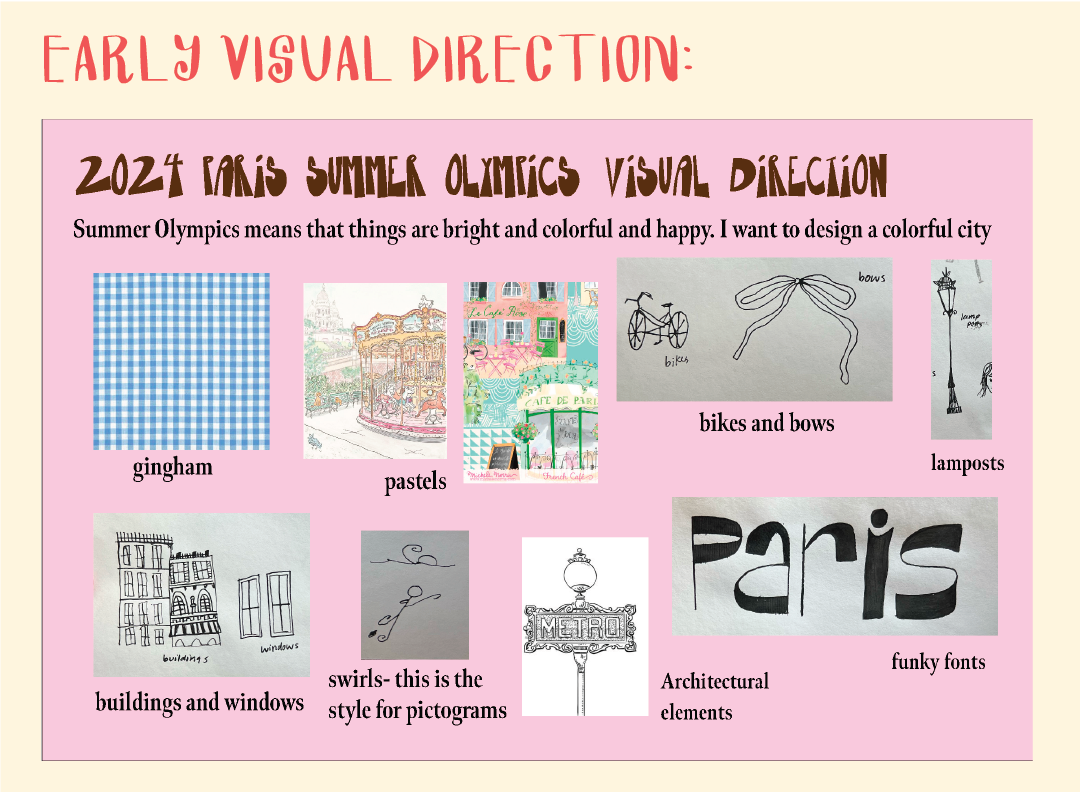 EARLY VISUAL DIRECTION:
2024 PARIS SUMMER OLYMPICS VISUAL DIRECTION
Summer Olympics means that things are bright and colorful and happy. I want to design a colorful city
gingham
pastels
Le Café Rose
CAFE DE PARIS
French Café
bows
bikes
bikes and bows
lamp
posts
lamposts
buildings
windows
buildings and windows
swirls- this is the
style for pictograms
METRO
Architectural
elements
Paris
funky fonts